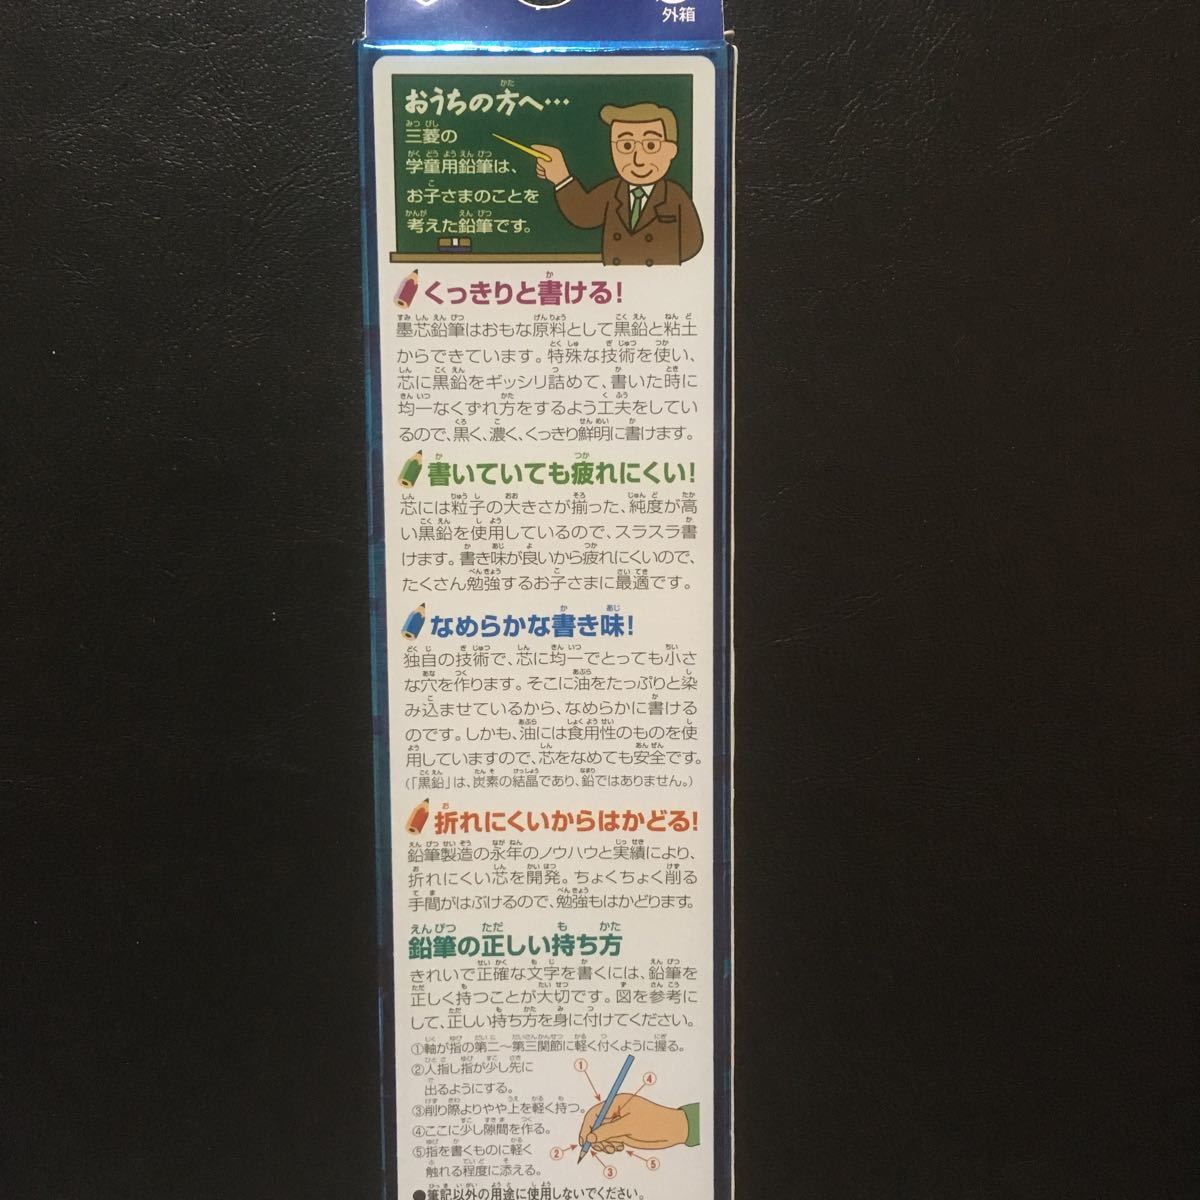 外箱
おうちの方へ…
三菱の
学童用鉛筆は、
お子さまのことを
考えた鉛筆です。
くっきりと書ける!
墨芯鉛筆はおもな原料として黒鉛と粘土
からできています。特殊な技術を使い、
芯に黒鉛をギッシリ詰めて、書いた時に
均一なくずれ方をするよう工夫をしてい
るので、黒く、濃く、くっきり鮮明に書けます。
書いていても疲れにくい!
芯には粒子の大きさが揃った、純度が高
い黒鉛を使用しているので、スラスラ書
けます。書き味が良いから疲れにくいので、
たくさん勉強するお子さまに最適です。
なめらかな書き味!
独自の技術で、芯に均一でとっても小さ
な穴を作ります。そこに油をたっぷりと染
み込ませているから、なめらかに書ける
のです。しかも、油には食用性のものを使
用していますので、芯をなめても安全です。
(「黒鉛」は、炭素の結晶であり、鉛ではありません。)
折れにくいからはかどる!
鉛筆製造の永年のノウハウと実績により、
折れにくい芯を開発。ちょくちょく削る
手間がはぶけるので、勉強もはかどります。
鉛筆の正しい持ち方
きれいで正確な文字を書くには、鉛筆を
正しく持つことが大切です。図を参考に
して、正しい持ち方を身に付けてください。
①軸が指の第二〜第三関節に軽く付くように握る。
②人指し指が少し先に
出るようにする。
③削り際よりやや上を軽く持つ。
④ここに少し隙間を作る。
⑤指を書くものに軽く
触れる程度に添える。
①
④
②
③
⑤
●筆記以外の用途に使用しないでください。